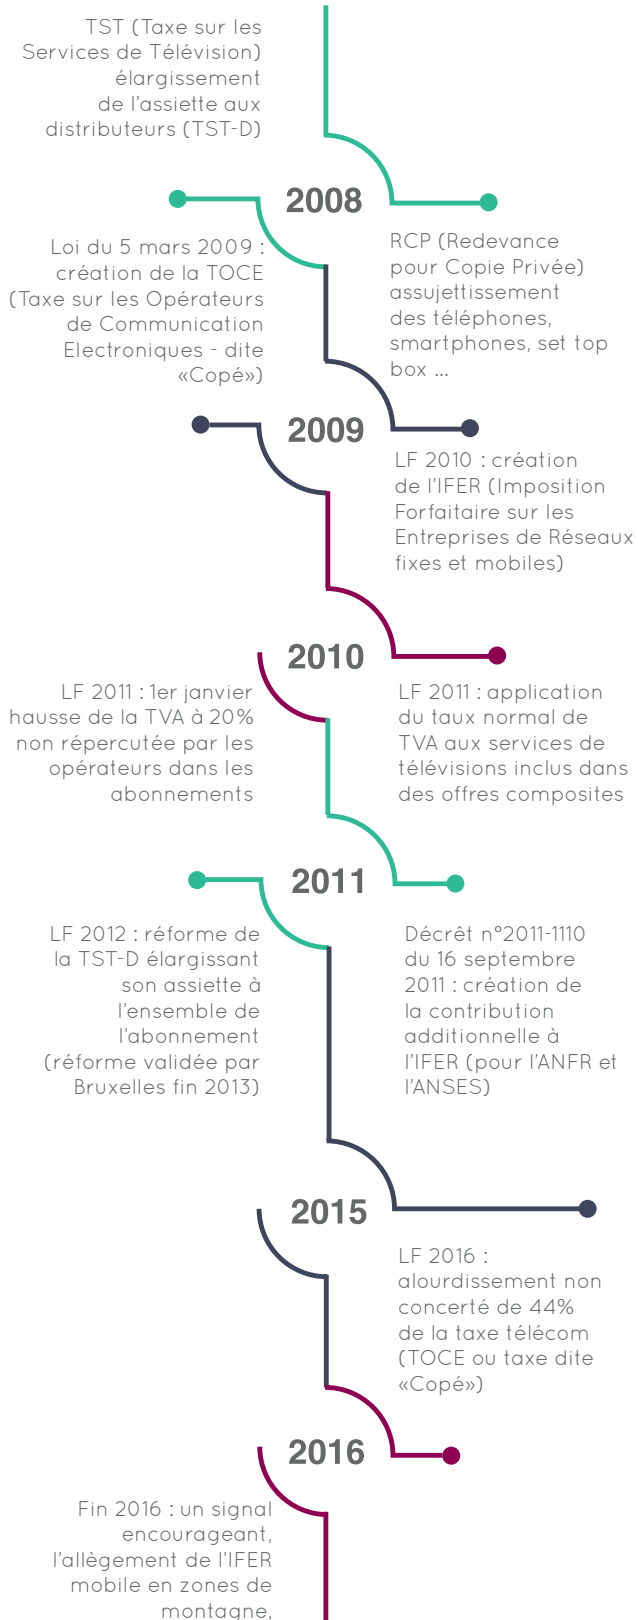 TST (Taxe sur les
Services de Télévision)
élargissement
de l'assiette aux
distributeurs (TST-D)
2008
Loi du 5 mars 2009 :
création de la TOCE
(Taxe sur les Opérateurs
de Communication
Electroniques - dite
«Copé»)
RCP (Redevance
pour Copie Privée)
assujettissement
des téléphones,
smartphones, set top
box ...
2009
LF 2010 : création
de l'IFER (Imposition
Forfaitaire sur les
Entreprises de Réseaux
fixes et mobiles)
2010
LF 2011 : 1er janvier
hausse de la TVA à 20%
non répercutée par les
opérateurs dans les
abonnements
LF 2011 : application
du taux normal de
TVA aux services de
télévisions inclus dans
des offres composites
2011
LF 2012 : réforme de
la TST-D élargissant
son assiette à
l'ensemble de
l'abonnement
(réforme validée par
Bruxelles fin 2013)
Décrêt n°2011-1110
du 16 septembre
2011 : création de
la contribution
additionnelle à
l'IFER (pour l'ANFR et
l'ANSES)
2015
LF 2016 :
alourdissement non
concerté de 44%
de la taxe télécom
(TOCE ou taxe dite
«Copé»)
2016
Fin 2016 : un signal
encourageant,
l'allègement de l'IFER
mobile en zones de
montagne,